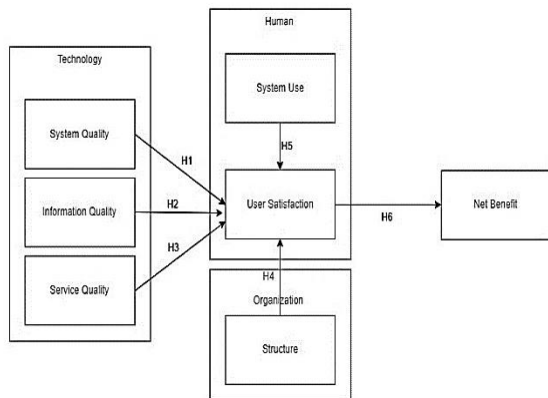 Technology
System Quality
Information Quality
Service Quality
H1
H2
H3
Human
System Use
H5
User Satisfaction
H6
Net Benefit
H4
Organization
Structure